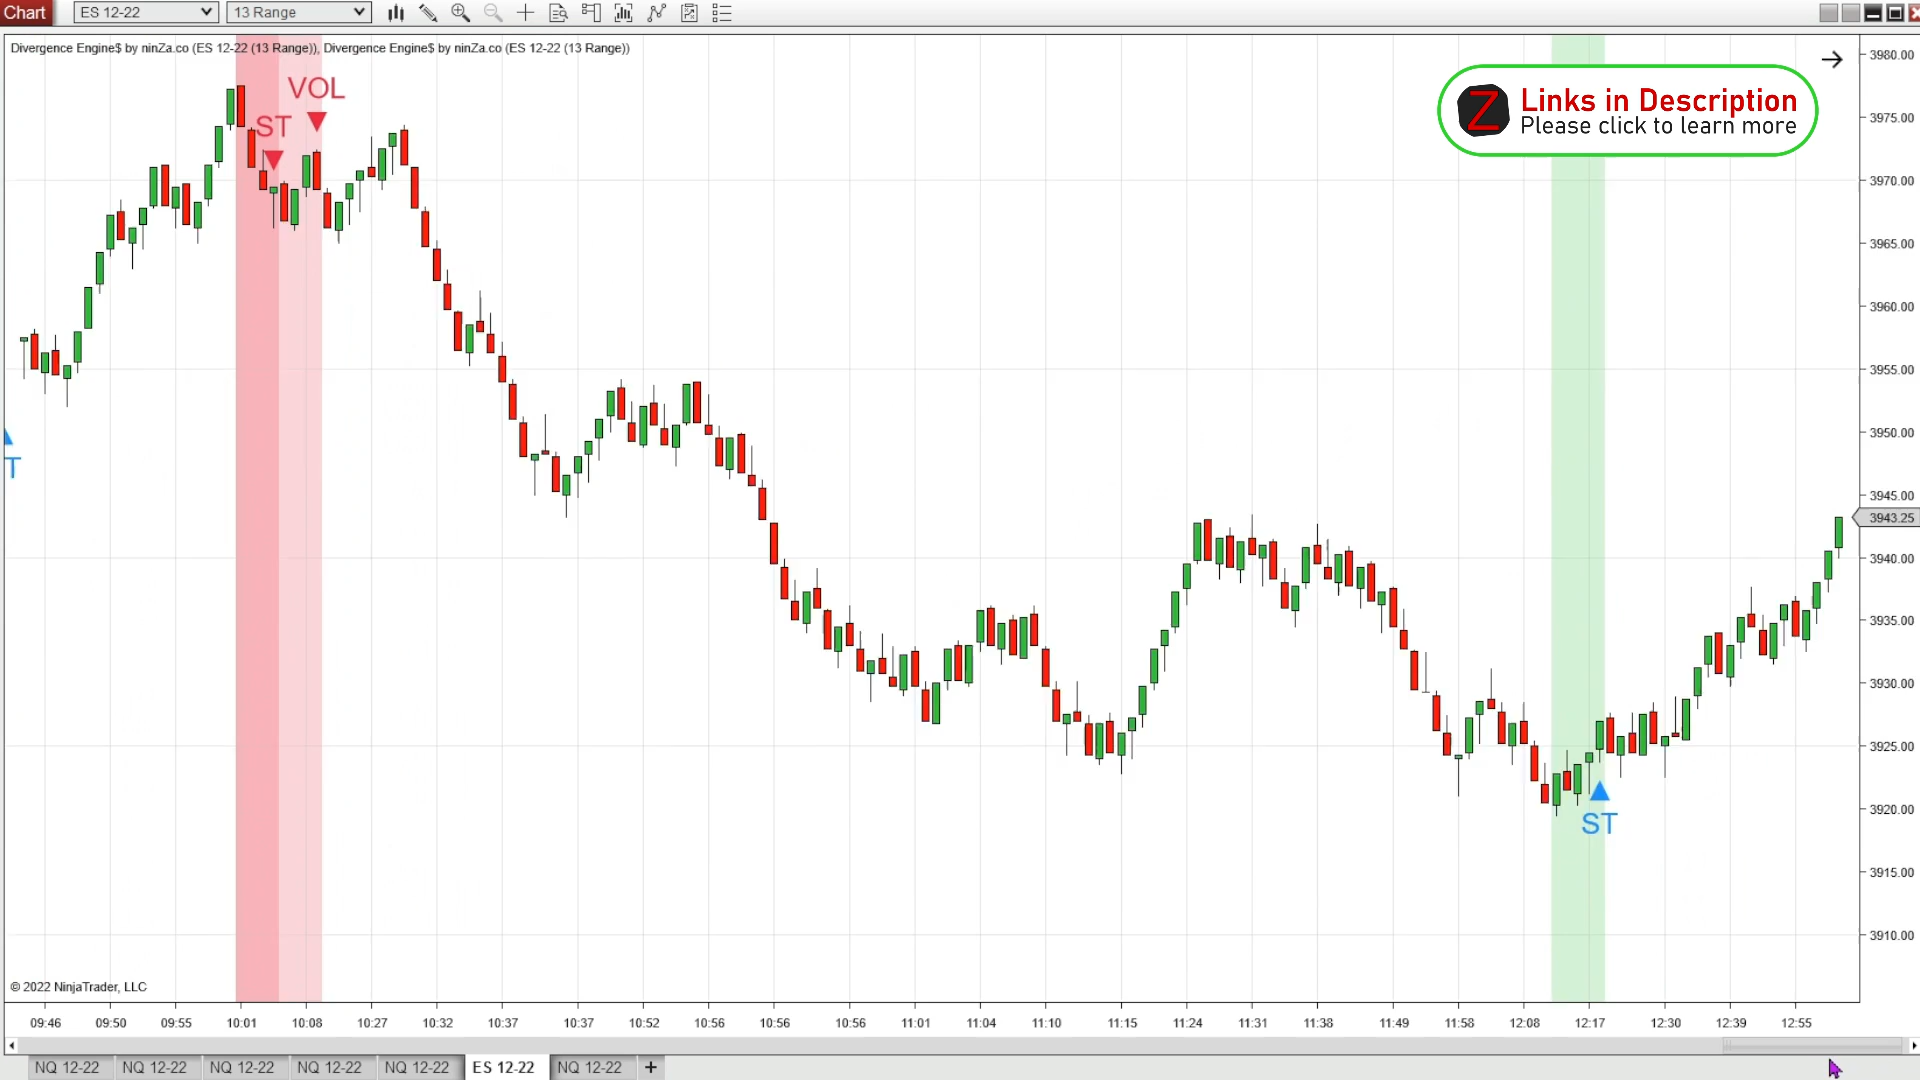 Chart
ES 12-22
13 Range
Divergence Engine$ by ninZa.co (ES 12-22 (13 Range)), Divergence Engine$ by ninZa.co (ES 12-22 (13 Range))
VOL
ST
T
Z
Links in Description
Please click to learn more
ST
3980.00
3975.00
3970.00
3965.00
3960.00
3955.00
3950.00
3945.00
3943.25
3940.00
3935.00
3930.00
3925.00
3920.00
3915.00
3910.00
© 2022 NinjaTrader, LLC
09:46 09:50 09:55 10:01 10:08 10:27 10:32 10:37 10:37 10:52 10:56 10:56 10:56 11:01 11:04 11:10 11:15 11:24 11:31 11:38 11:49 11:58 12:08 12:17 12:30 12:39 12:55
NQ 12-22 NQ 12-22 NQ 12-22 NQ 12-22 NQ 12-22 ES 12-22 NQ 12-22 +